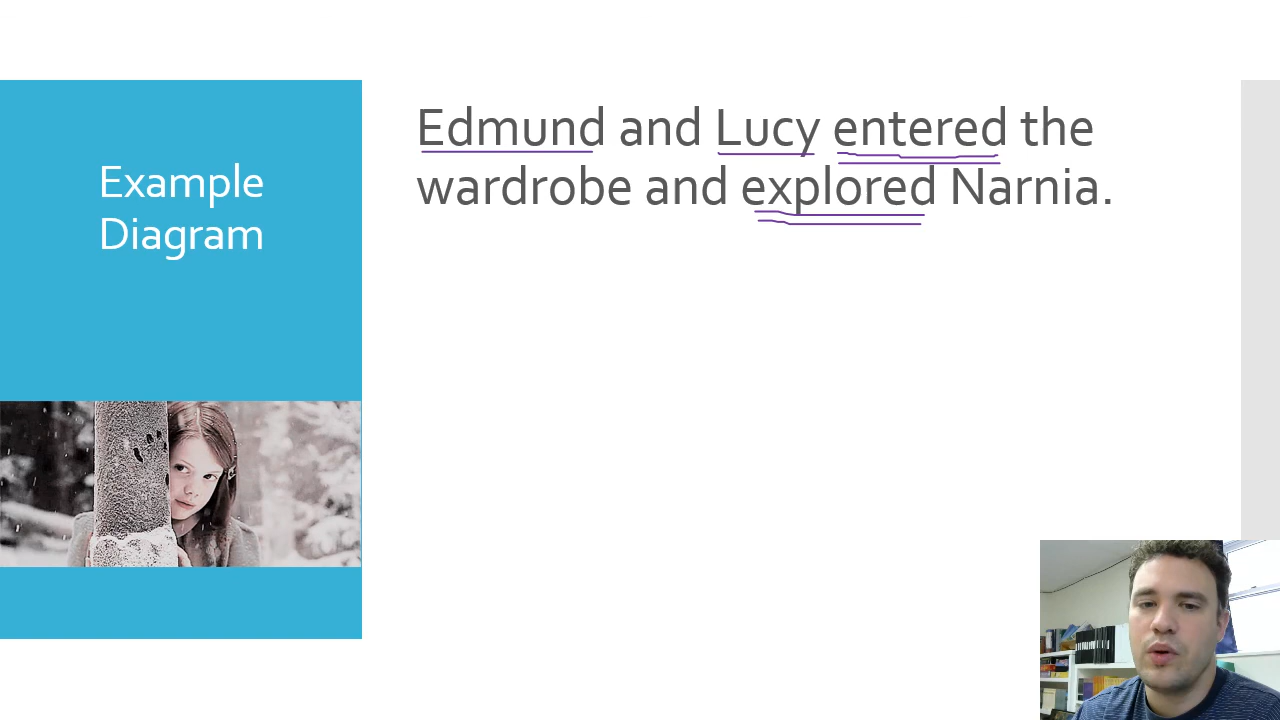 Example
Diagram
Edmund and Lucy entered the
wardrobe and explored Narnia.